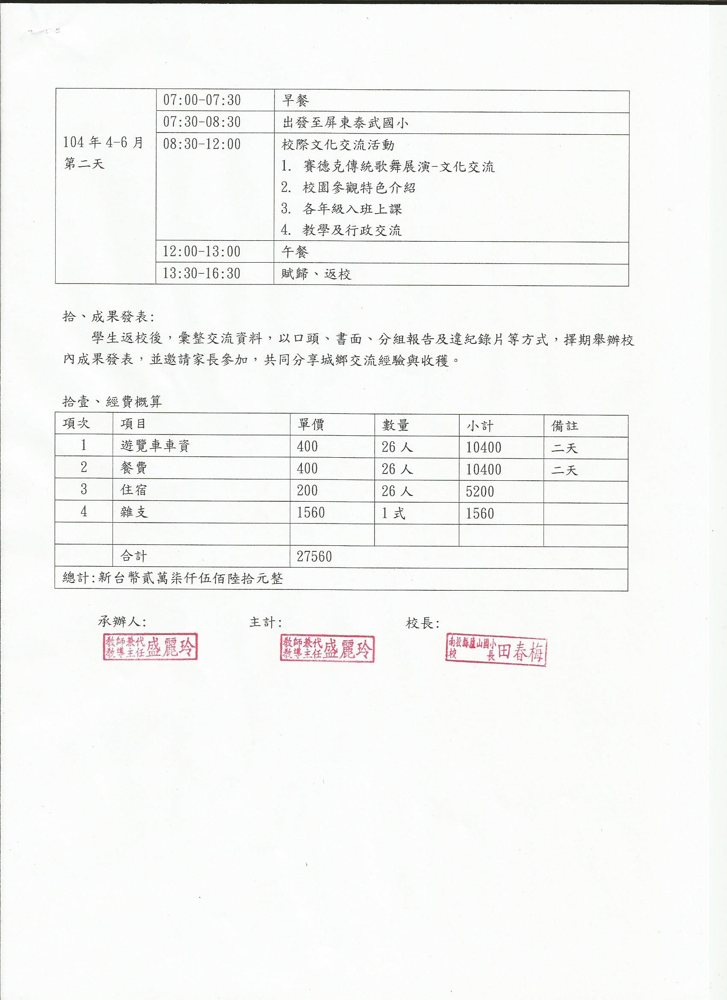 07:00-07:30 早餐
07:30-08:30 出發至屏東泰武國小
104 年 4-6 月
第二天
08:30-12:00 校際文化交流活動
1. 賽德克傳統歌舞展演-文化交流
2. 校園參觀特色介紹
3. 各年級入班上課
4. 教學及行政交流
12:00-13:00 午餐
13:30-16:30 賦歸、返校
拾、成果發表:
學生返校後，彙整交流資料，以口頭、書面、分組報告及違紀錄片等方式，擇期舉辦校
內成果發表，並邀請家長參加，共同分享城鄉交流經驗與收穫。
拾壹、經費概算
項次 項目 單價 數量 小計 備註
1 遊覽車車資 400 26 人 10400 二天
2 餐費 400 26 人 10400 二天
3 住宿 200 26 人 5200
4 雜支 1560 1 式 1560
合計 27560
總計:新台幣貳萬柒仟伍佰陸拾元整
承辦人: 主計: 校長:
教師兼代
教導主任 盛麗玲
教師兼代
教導主任 盛麗玲
南投縣廬山國小
校長 田春梅